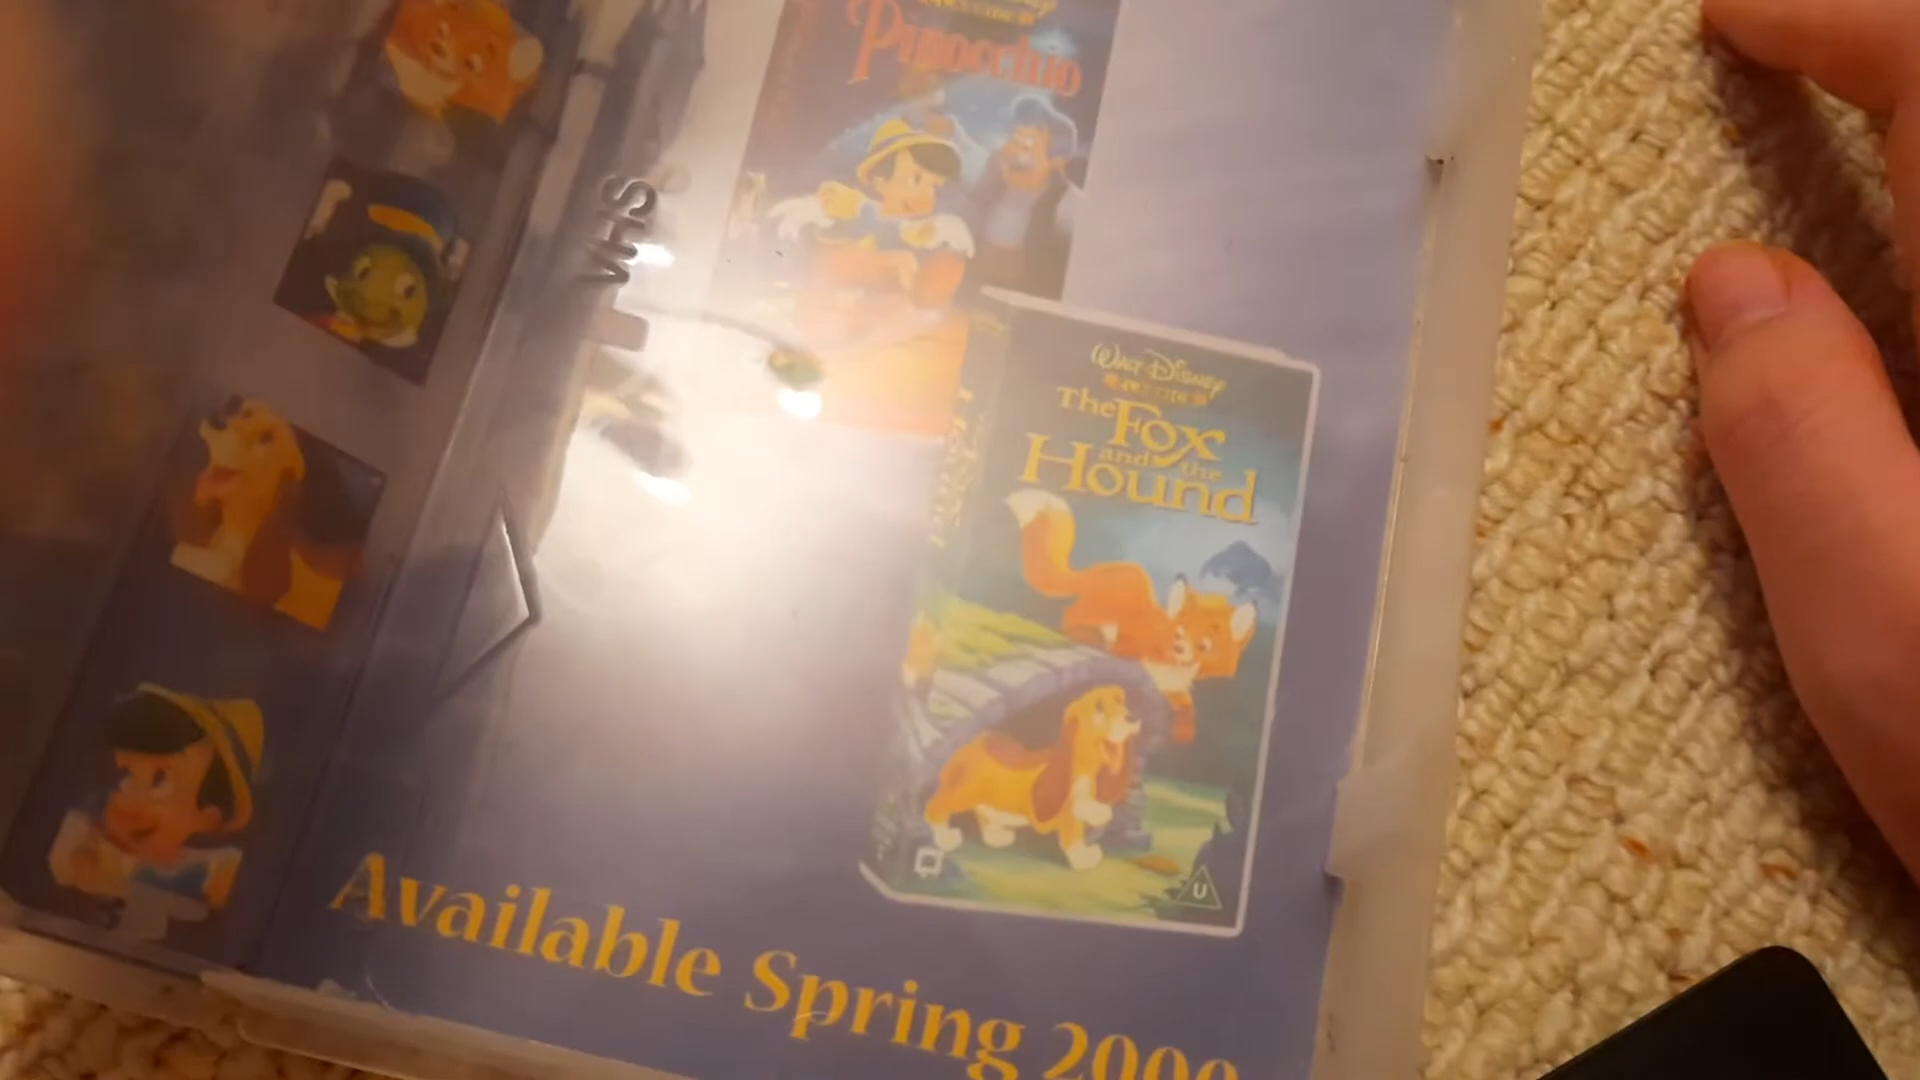 Pinocchio
VHS
Walt Disney
The Fox
and the
Hound
U
Available Spring 2000